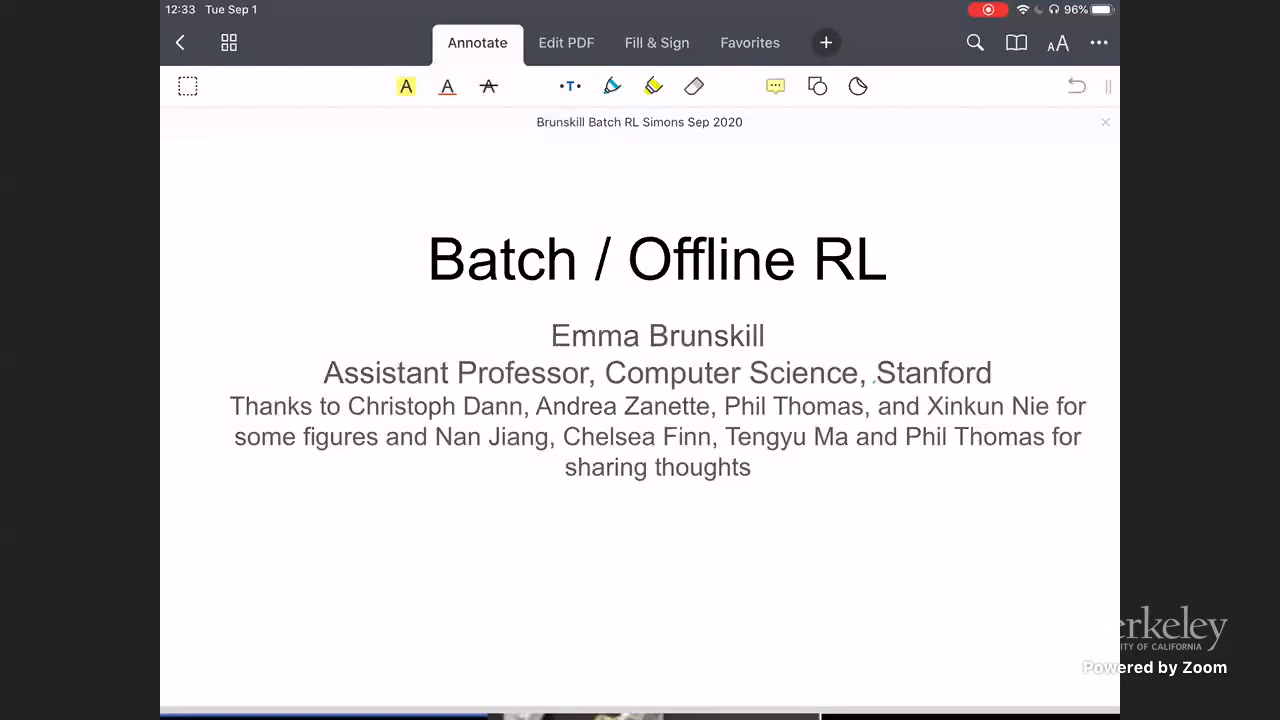 12:33 Tue Sep 1 96%
Annotate Edit PDF Fill & Sign Favorites
Brunskill Batch RL Simons Sep 2020
Batch / Offline RL
Emma Brunskill
Assistant Professor, Computer Science, Stanford
Thanks to Christoph Dann, Andrea Zanette, Phil Thomas, and Xinkun Nie for
some figures and Nan Jiang, Chelsea Finn, Tengyu Ma and Phil Thomas for
sharing thoughts
Berkeley
Powered by Zoom